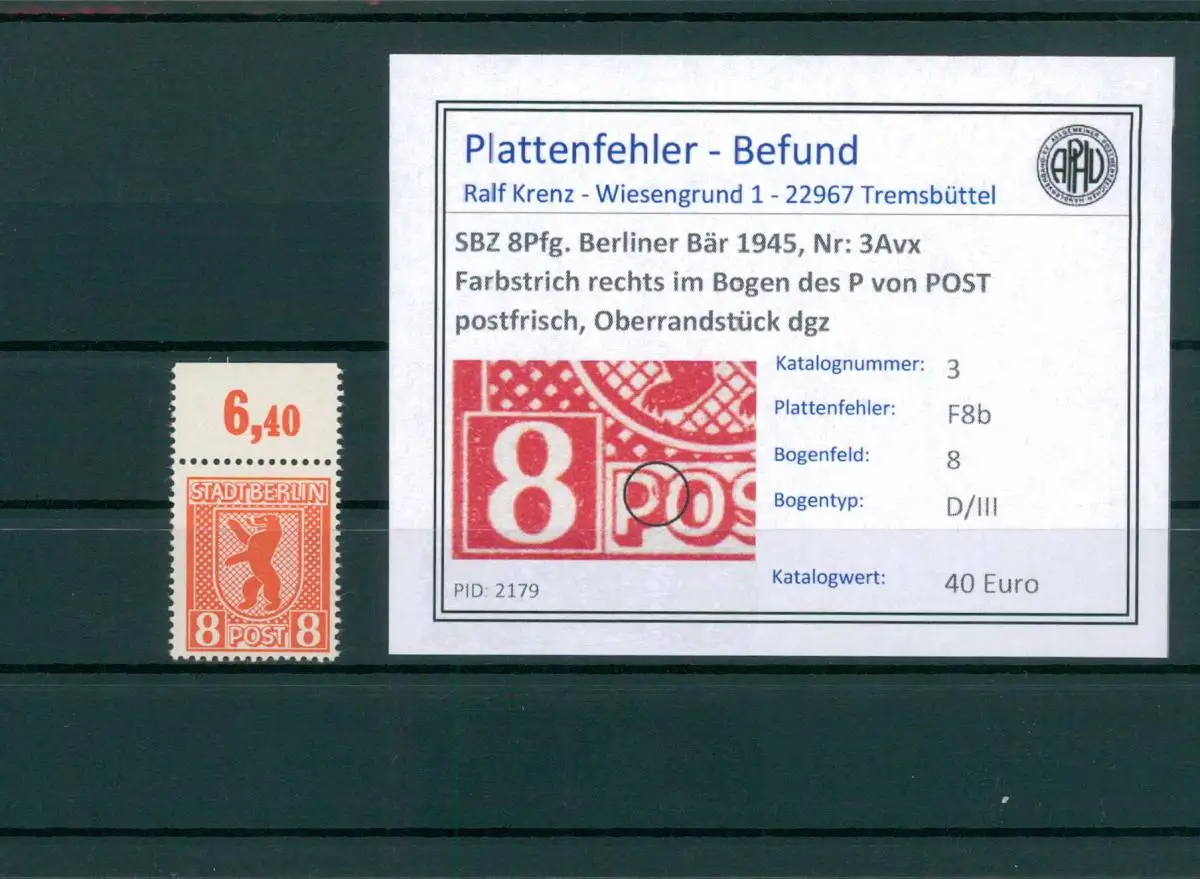 6,40
STADT BERLIN
8 POST 8
Plattenfehler - Befund
Ralf Krenz - Wiesengrund 1 - 22967 Tremsbüttel
APHV
SBZ 8Pfg. Berliner Bär 1945, Nr: 3Avx
Farbstrich rechts im Bogen des P von POST
postfrisch, Oberrandstück dgz
8 POS
Katalognummer: 3
Plattenfehler: F8b
Bogenfeld: 8
Bogentyp: D/III
Katalogwert: 40 Euro
PID: 2179